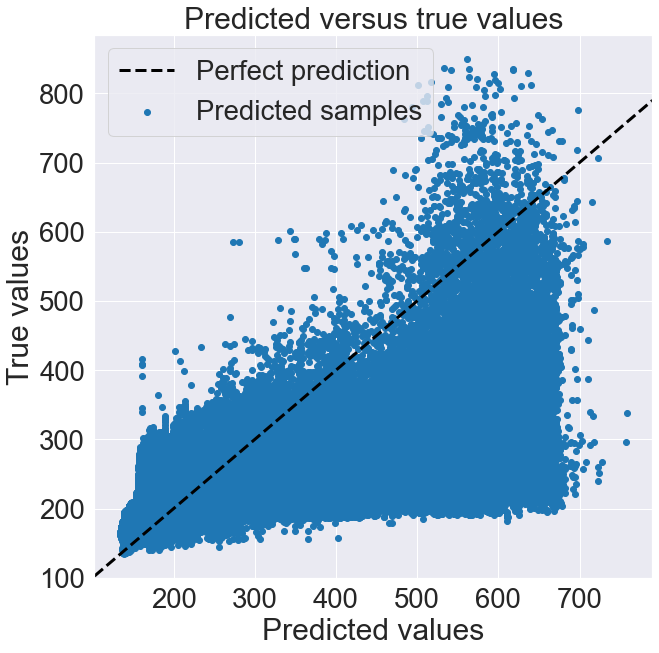 Predicted versus true values
Perfect prediction
Predicted samples
800
700
600
500
400
300
200
100
True values
200 300 400 500 600 700
Predicted values